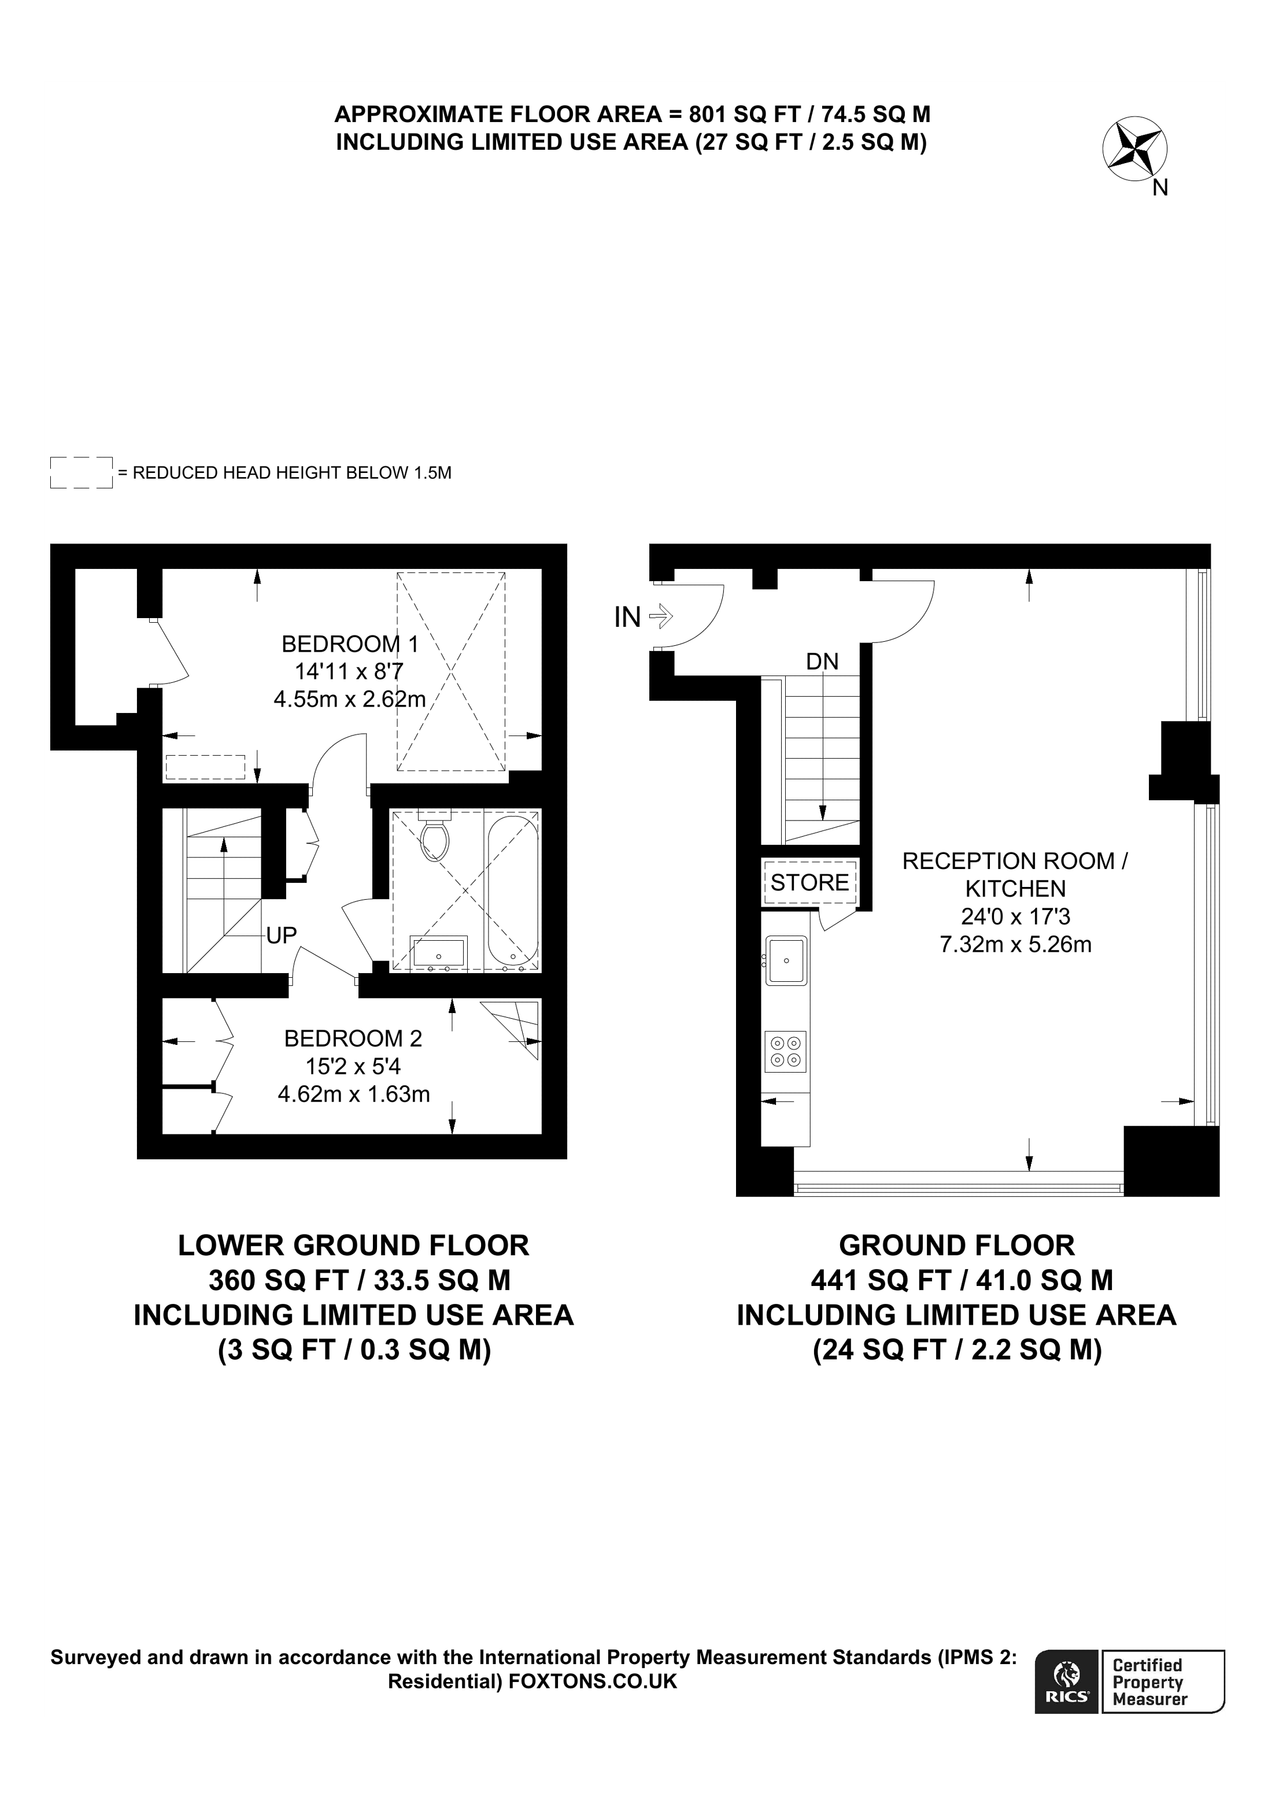 APPROXIMATE FLOOR AREA = 801 SQ FT / 74.5 SQ M
INCLUDING LIMITED USE AREA (27 SQ FT / 2.5 SQ M)
N
= REDUCED HEAD HEIGHT BELOW 1.5M
BEDROOM 1
14'11 x 8'7
4.55m x 2.62m
UP
BEDROOM 2
15'2 x 5'4
4.62m x 1.63m
IN
DN
STORE
RECEPTION ROOM /
KITCHEN
24'0 x 17'3
7.32m x 5.26m
LOWER GROUND FLOOR
360 SQ FT / 33.5 SQ M
INCLUDING LIMITED USE AREA
(3 SQ FT / 0.3 SQ M)
GROUND FLOOR
441 SQ FT / 41.0 SQ M
INCLUDING LIMITED USE AREA
(24 SQ FT / 2.2 SQ M)
Surveyed and drawn in accordance with the International Property Measurement Standards (IPMS 2:
Residential) FOXTONS.CO.UK
RICS
Certified
Property
Measurer